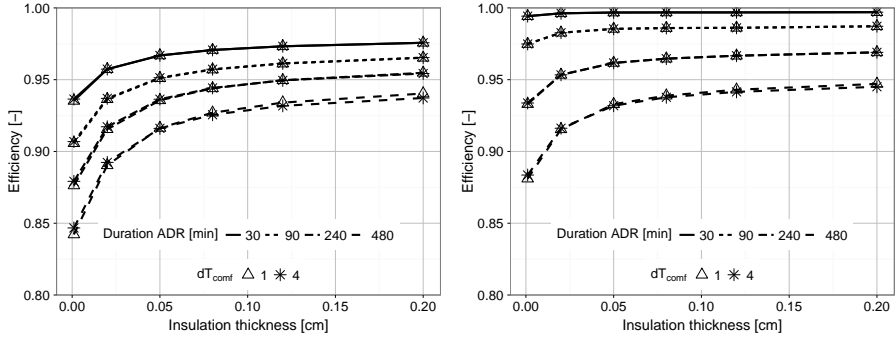 1.00
0.95
0.90
0.85
0.80
Efficiency [–]
Duration ADR [min] 30 90 240 480
dTcomf 1 4
0.00 0.05 0.10 0.15 0.20
Insulation thickness [cm]
1.00
0.95
0.90
0.85
0.80
Efficiency [–]
Duration ADR [min] 30 90 240 480
dTcomf 1 4
0.00 0.05 0.10 0.15 0.20
Insulation thickness [cm]